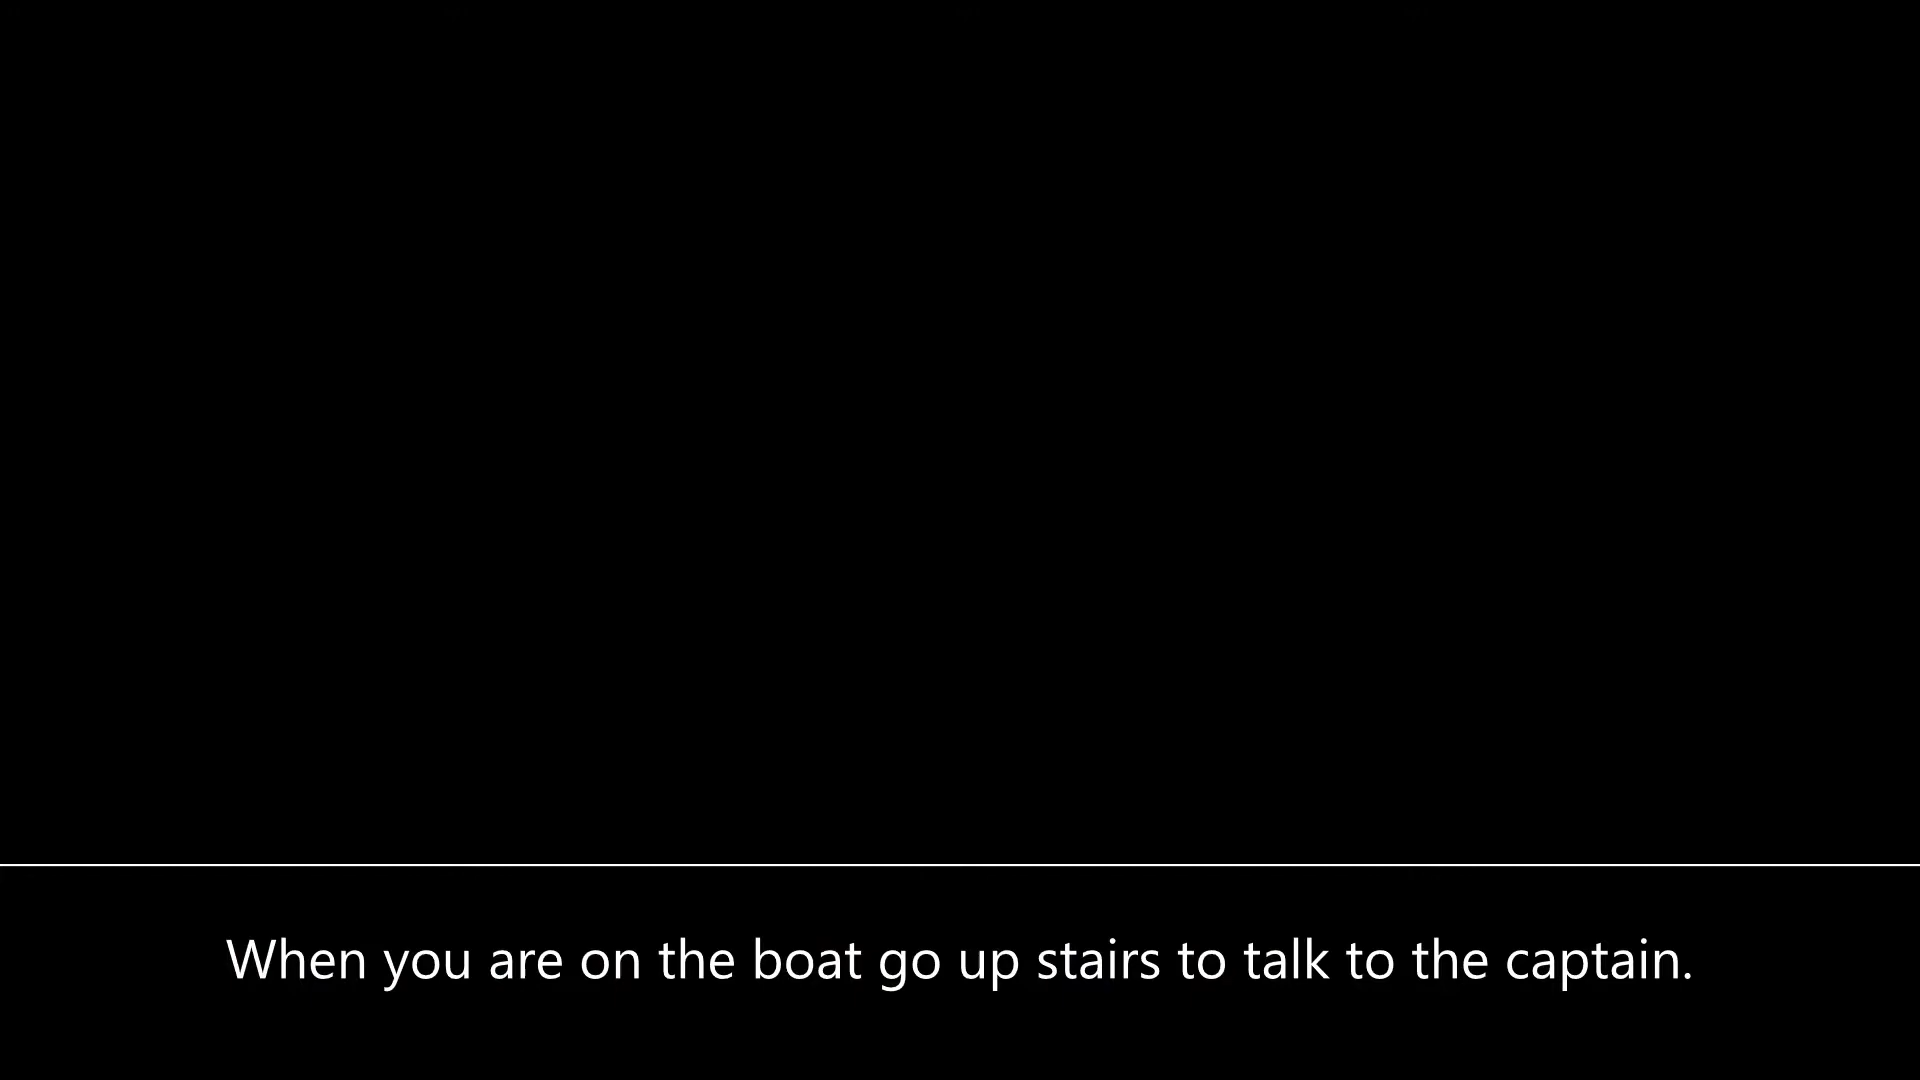 When you are on the boat go up stairs to talk to the captain.